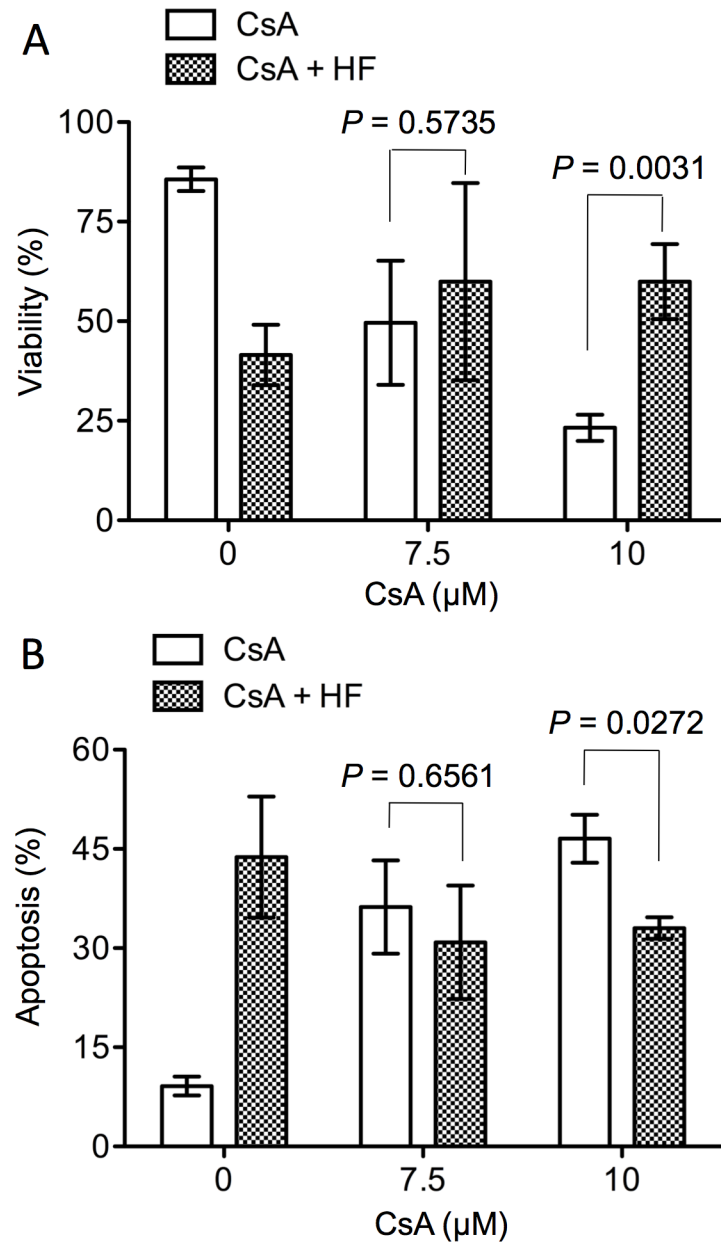 A
CsA
CsA + HF
P = 0.5735
P = 0.0031
100
75
50
25
0
Viability (%)
0 7.5 10
CsA (µM)
B
CsA
CsA + HF
P = 0.6561
P = 0.0272
60
45
30
15
0
Apoptosis (%)
0 7.5 10
CsA (µM)